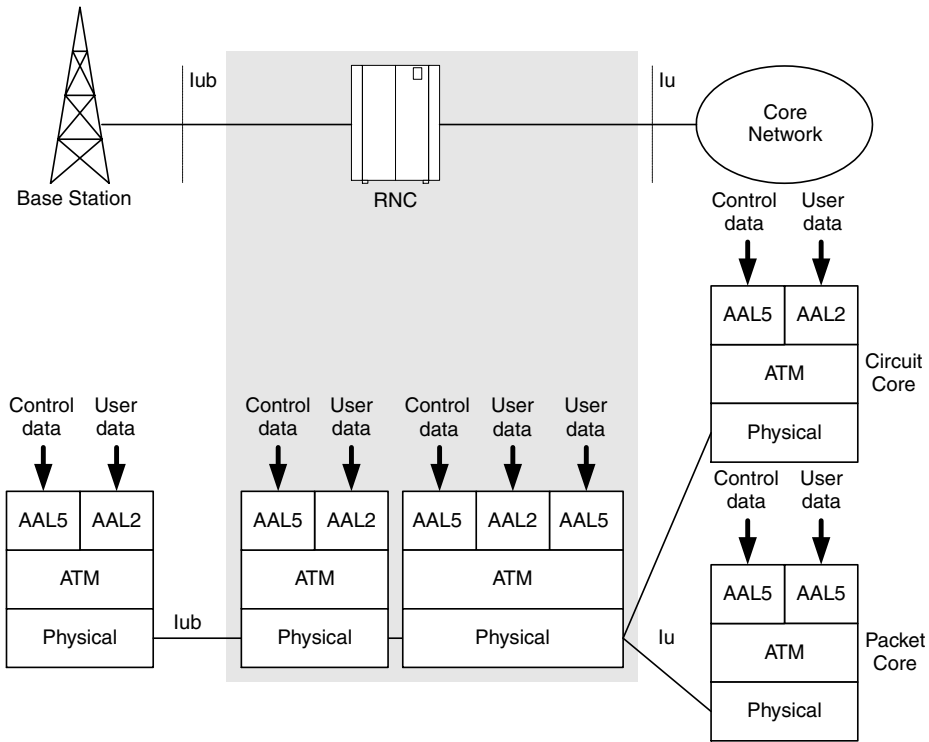 Iub
Iu
Core
Network
Base Station
RNC
Control
data
User
data
AAL5
AAL2
ATM
Physical
Circuit
Core
Control
data
User
data
AAL5
AAL2
ATM
Physical
Iub
Control
data
User
data
AAL5
AAL2
ATM
Physical
Control
data
User
data
User
data
AAL5
AAL2
AAL5
ATM
Physical
Iu
Control
data
User
data
AAL5
AAL5
ATM
Physical
Packet
Core